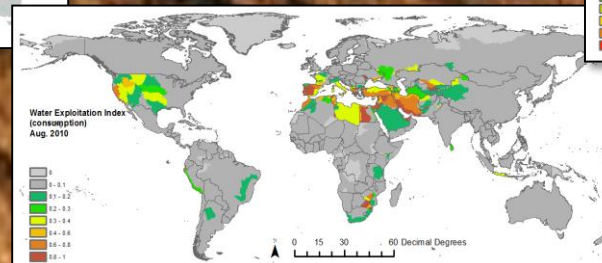 Water Exploitation Index
(consumption)
Aug. 2010
0
0 - 0.1
0.1 - 0.2
0.2 - 0.3
0.3 - 0.4
0.4 - 0.6
0.6 - 0.8
0.8 - 1
0 15 30 60 Decimal Degrees